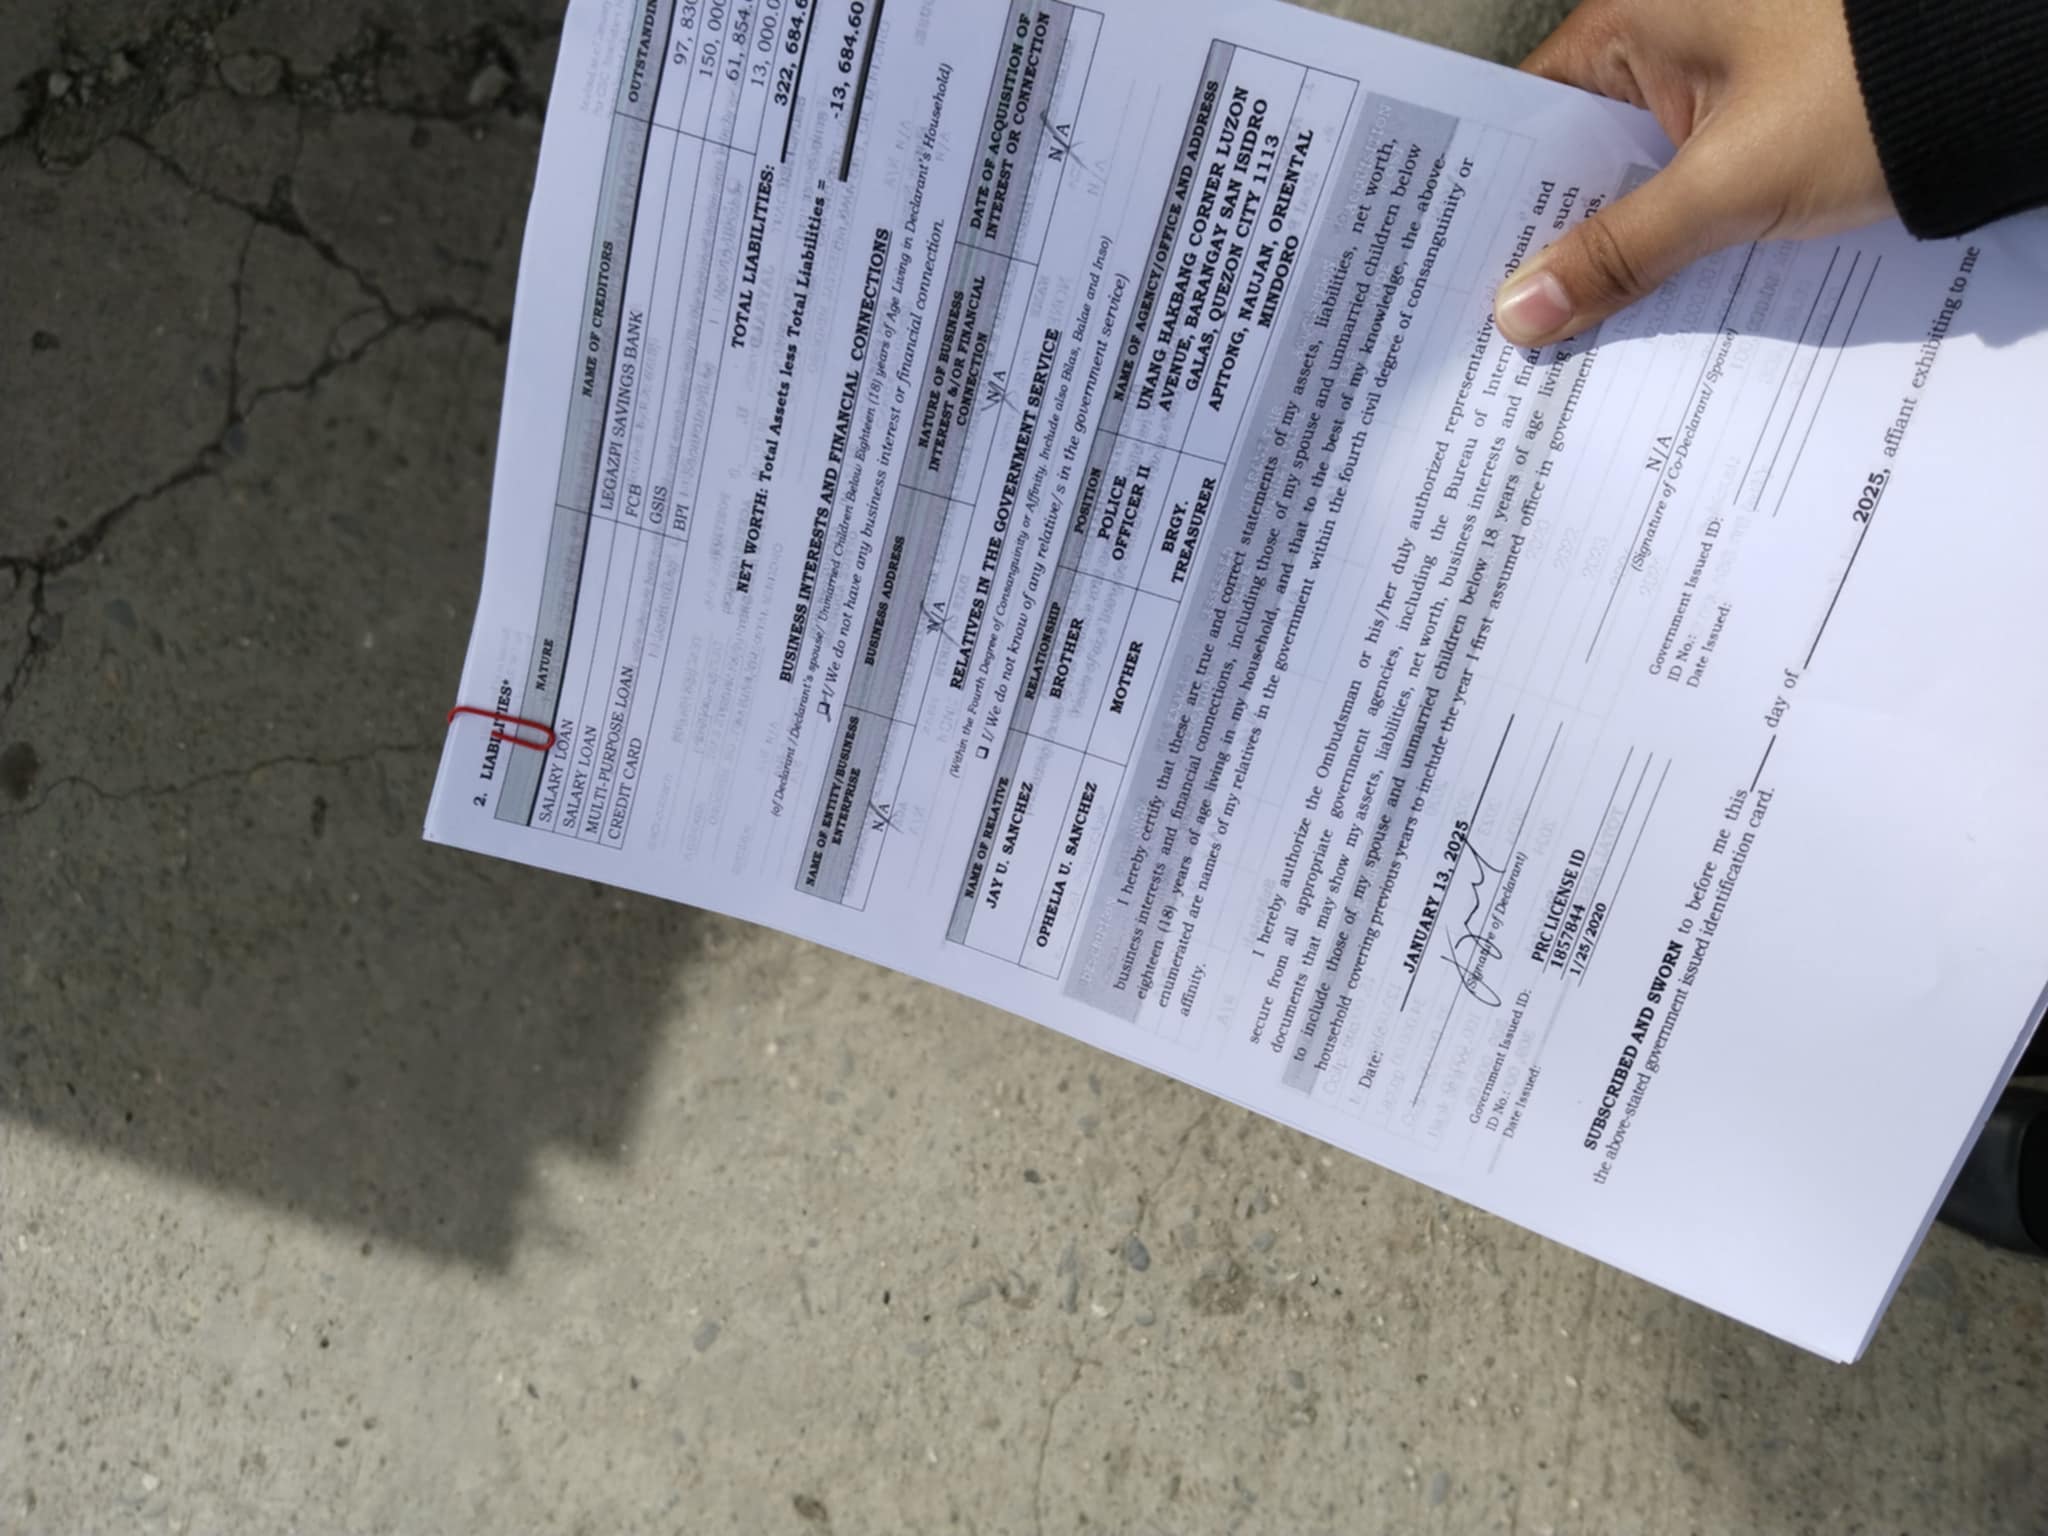 2. LIABILITIES*
NATURE NAME OF CREDITORS OUTSTANDIN
SALARY LOAN LEGAZPI SAVINGS BANK 97, 830
SALARY LOAN FCB 150, 000
MULTI-PURPOSE LOAN GSIS 61, 854.
CREDIT CARD BPI 13, 000.0
TOTAL LIABILITIES: 322, 684.6
NET WORTH: Total Assets less Total Liabilities = -13, 684.60
BUSINESS INTERESTS AND FINANCIAL CONNECTIONS
(of Declarant /Declarant's spouse/ Unmarried Children Below Eighteen (18) years of Age Living in Declarant's Household)
I/ We do not have any business interest or financial connection.
NAME OF ENTITY/BUSINESS ENTERPRISE BUSINESS ADDRESS NATURE OF BUSINESS INTEREST &/OR FINANCIAL CONNECTION DATE OF ACQUISITION OF INTEREST OR CONNECTION
N/A N/A N/A N/A
RELATIVES IN THE GOVERNMENT SERVICE
(Within the Fourth Degree of Consanguinity or Affinity. Include also Bilas, Balae and Inso)
☐ I/ We do not know of any relative/s in the government service)
NAME OF RELATIVE RELATIONSHIP POSITION NAME OF AGENCY/OFFICE AND ADDRESS
JAY U. SANCHEZ BROTHER POLICE OFFICER II UNANG HAKBANG CORNER LUZON
AVENUE, BARANGAY SAN ISIDRO
GALAS, QUEZON CITY 1113
OPHELIA U. SANCHEZ MOTHER BRGY. TREASURER APITONG, NAUJAN, ORIENTAL
MINDORO
I hereby certify that these are true and correct statements of my assets, liabilities, net worth,
business interests and financial connections, including those of my spouse and unmarried children below
eighteen (18) years of age living in my household, and that to the best of my knowledge, the above-
enumerated are names of my relatives in the government within the fourth civil degree of consanguinity or
affinity.
I hereby authorize the Ombudsman or his/her duly authorized representative obtain and
secure from all appropriate government agencies, including the Bureau of Intern such
documents that may show my assets, liabilities, net worth, business interests and finan ns,
to include those of my spouse and unmarried children below 18 years of age living
household covering previous years to include the year I first assumed office in government
Date: JANUARY 13, 2025
(Signature of Declarant)
N/A
(Signature of Co-Declarant/Spouse)
Government Issued ID: PRC LICENSE ID
ID No.: 1857844
Date Issued: 1/25/2020
Government Issued ID:
ID No.:
Date Issued:
SUBSCRIBED AND SWORN to before me this day of 2025, affiant exhibiting to me
the above-stated government issued identification card.